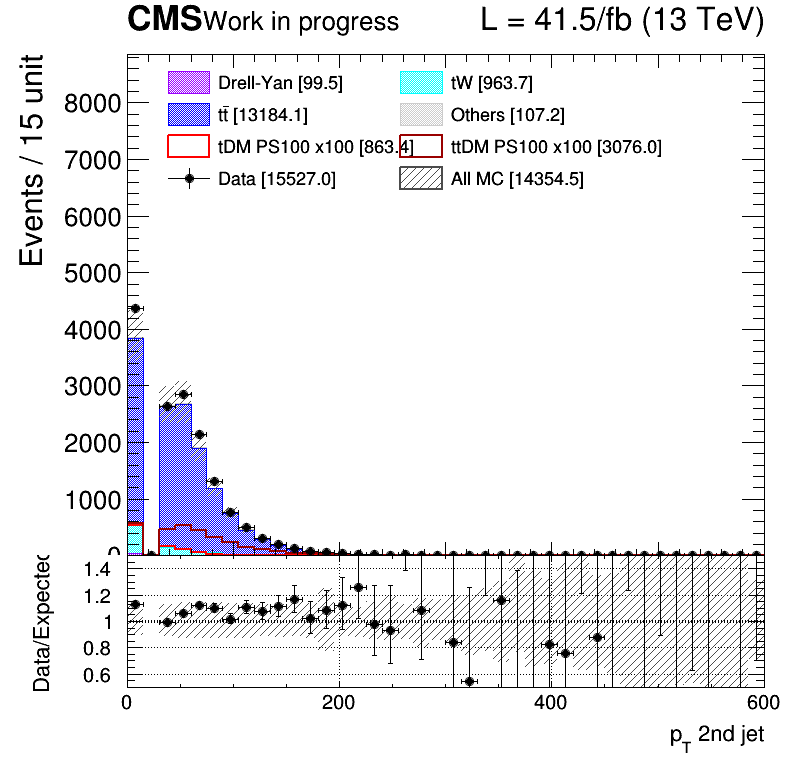 CMS Work in progress L = 41.5/fb (13 TeV)
Events / 15 unit
8000
7000
6000
5000
4000
3000
2000
1000
0
Drell-Yan [99.5] tW [963.7]
tt̄ [13184.1] Others [107.2]
tDM PS100 x100 [863.4] ttDM PS100 x100 [3076.0]
Data [15527.0] All MC [14354.5]
Data/Expected
1.4
1.2
1
0.8
0.6
0 200 400 600
p_T 2nd jet